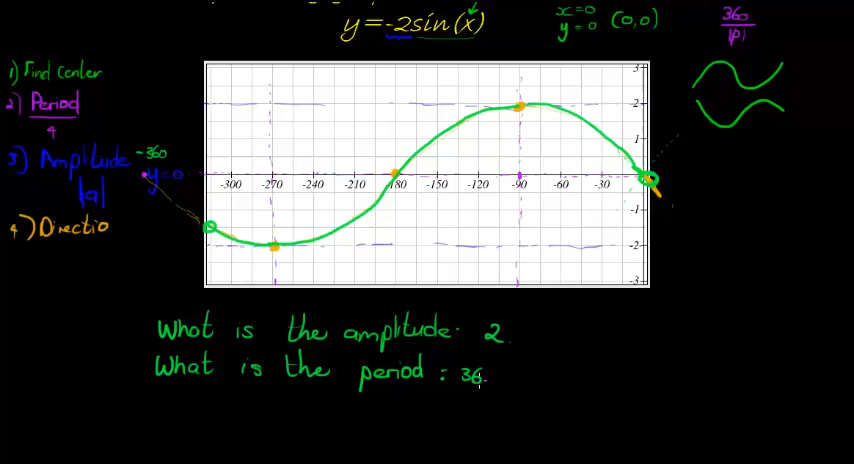 y=-2sin(x)
x=0
y=0 (0,0)
360
|p|
1) Find Center
2) Period
4
3) Amplitude
|a|
4) Directio
-360
y=0
3
2
1
-1
-2
-3
-300 -270 -240 -210 -180 -150 -120 -90 -60 -30
What is the amplitude. 2.
What is the period : 36